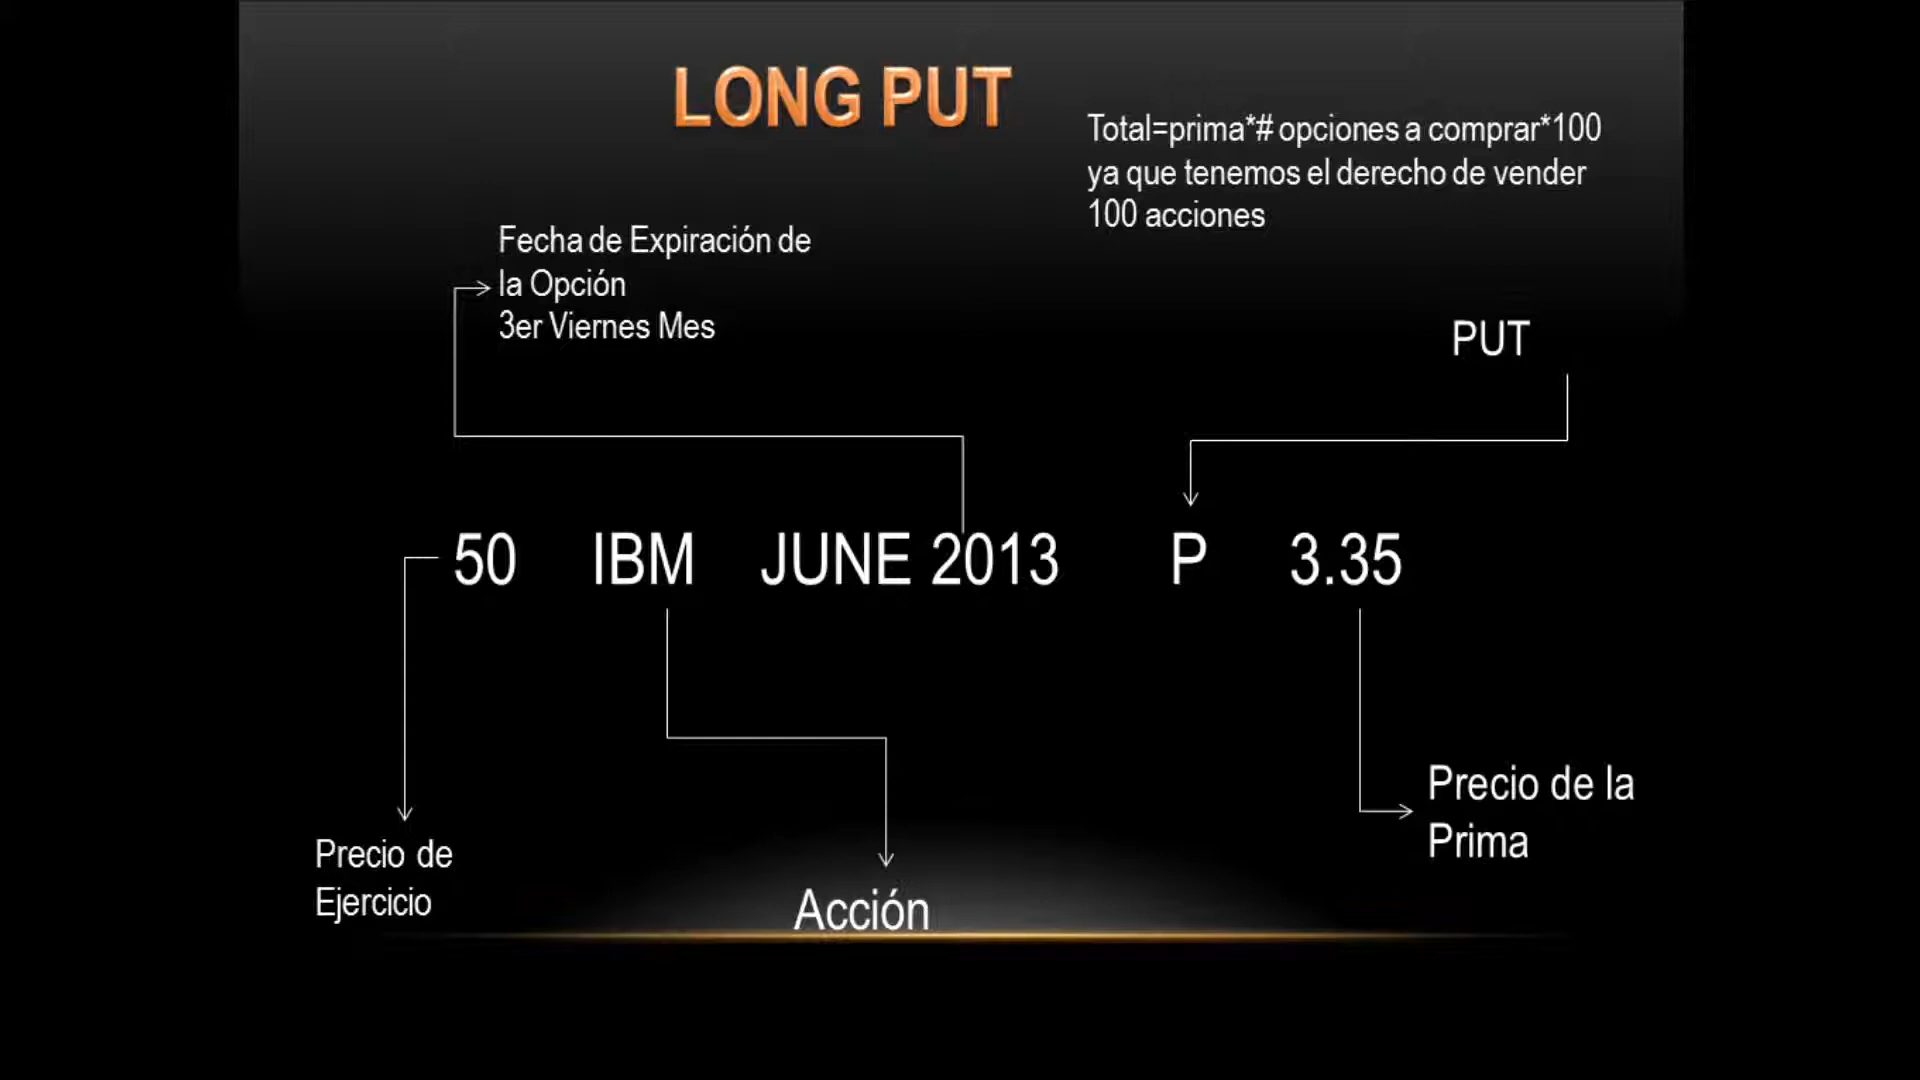 LONG PUT
Total=prima*# opciones a comprar*100
ya que tenemos el derecho de vender
100 acciones
Fecha de Expiración de
la Opción
3er Viernes Mes
PUT
50 IBM JUNE 2013 P 3.35
Precio de la
Prima
Precio de
Ejercicio
Acción